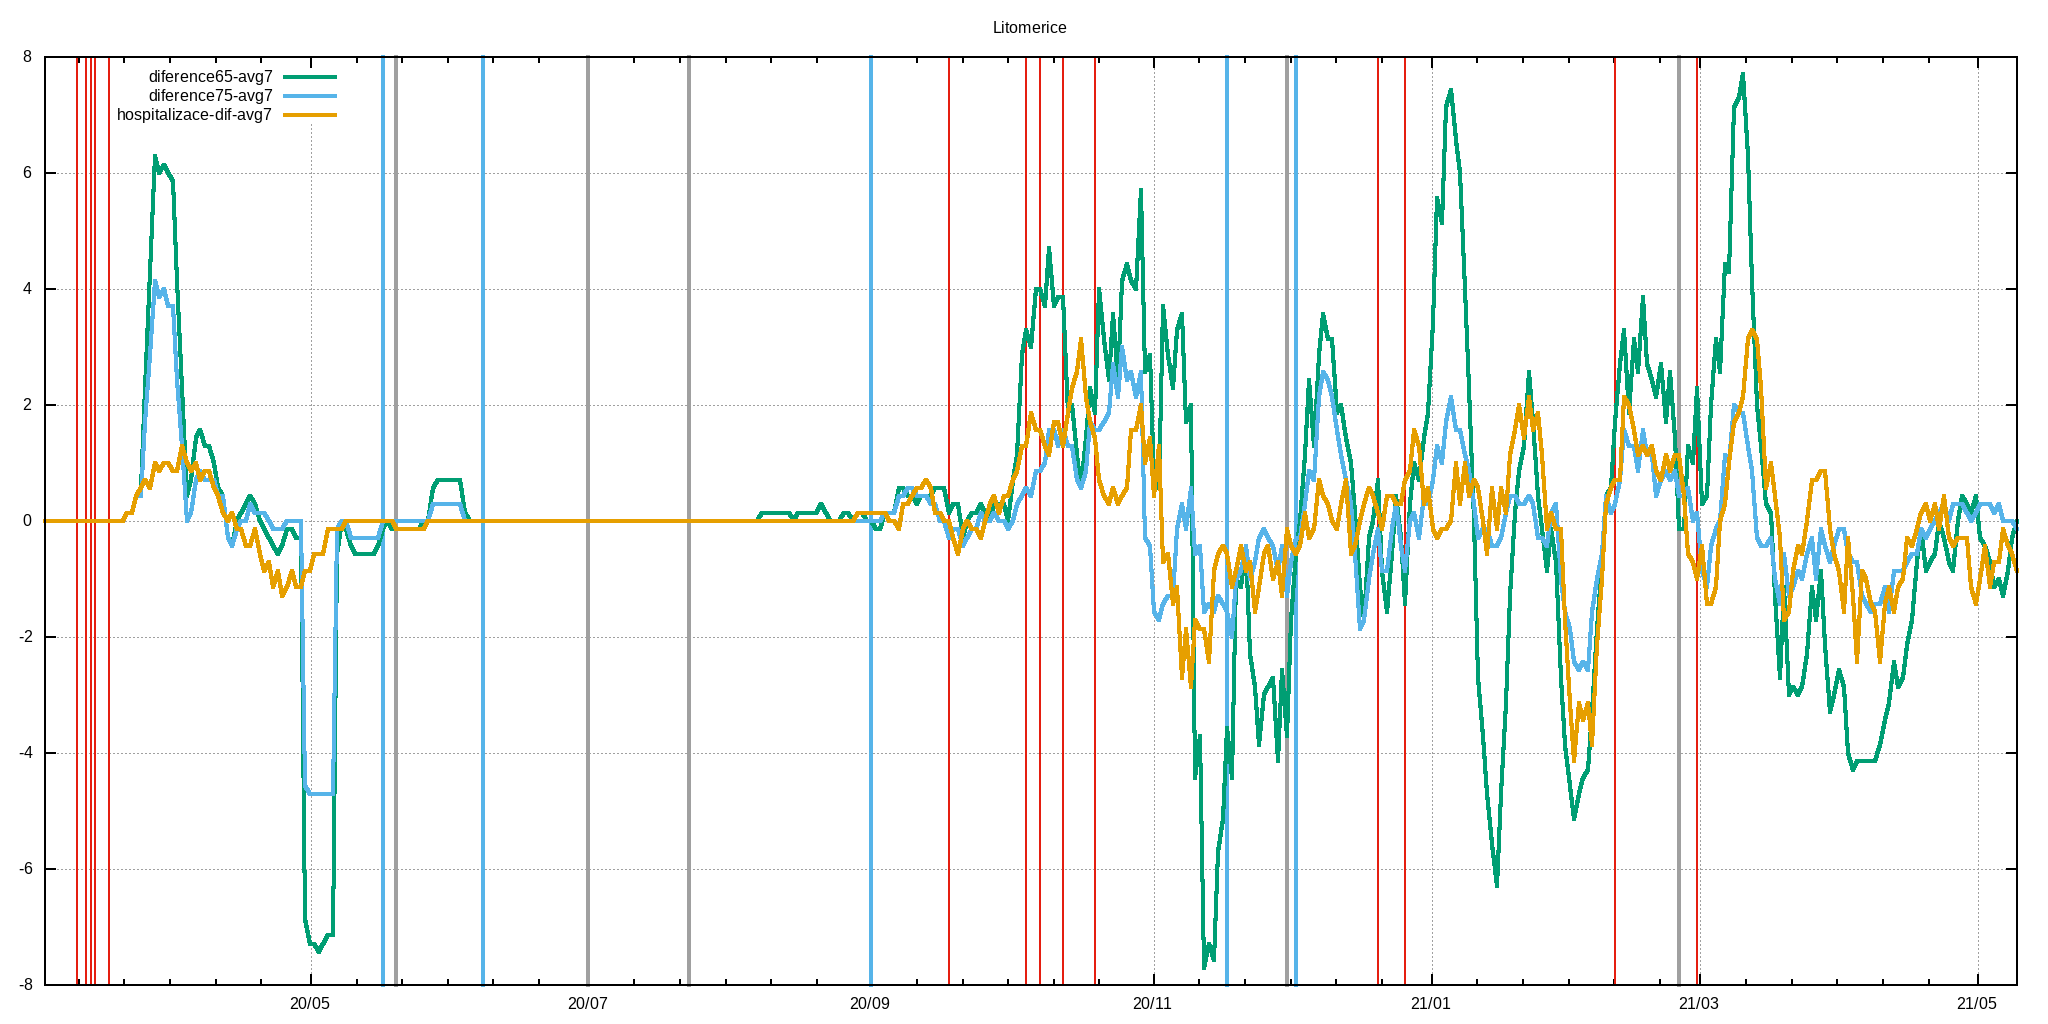 Litomerice
diference65-avg7
diference75-avg7
hospitalizace-dif-avg7
8
6
4
2
0
-2
-4
-6
-8
20/05 20/07 20/09 20/11 21/01 21/03 21/05